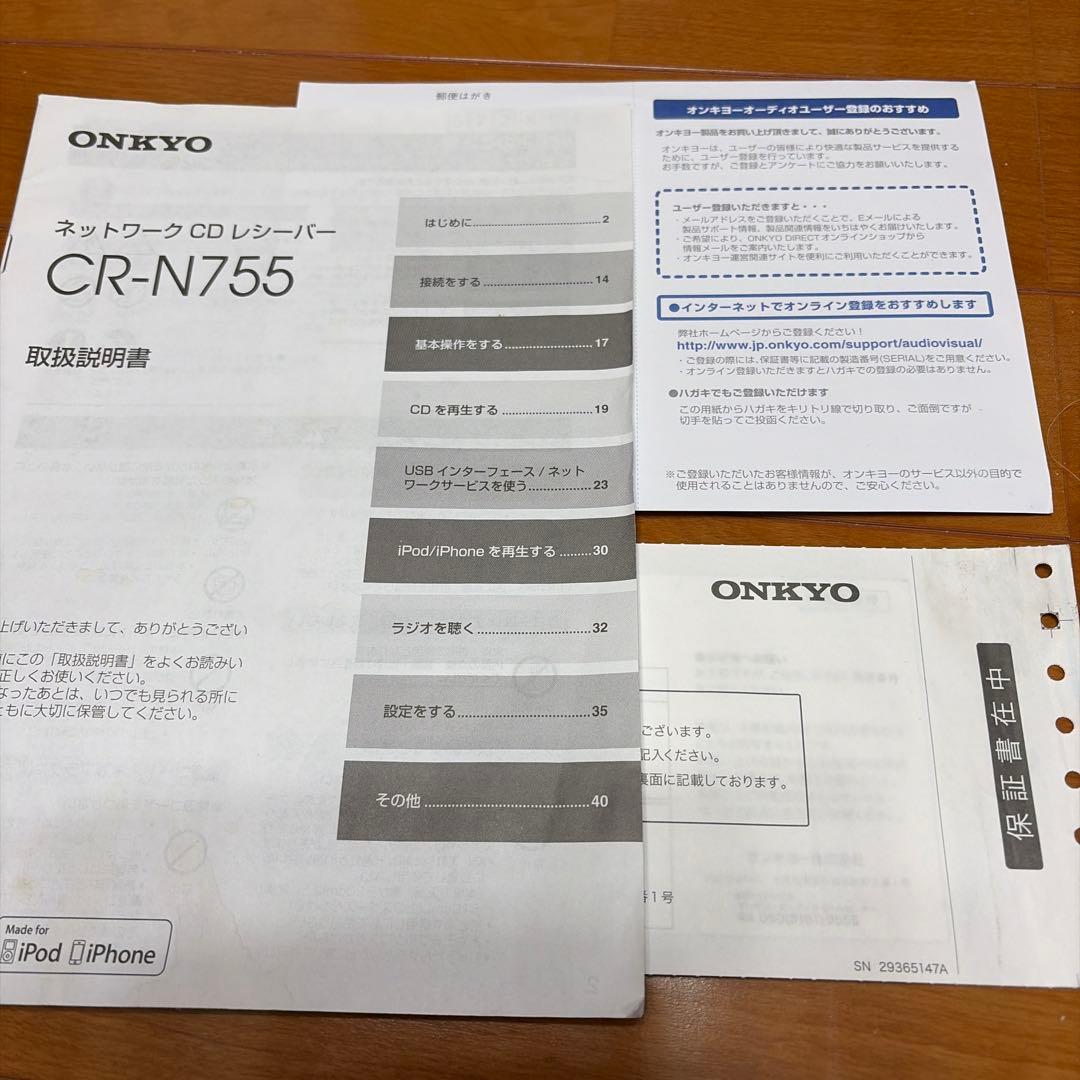 ONKYO
ネットワーク CD レシーバー
CR-N755
取扱説明書
上げいただきまして、ありがとうござい
にこの「取扱説明書」をよくお読みい
正しくお使いください。
なったあとは、いつでも見られる所に
ともに大切に保管してください。
Made for
iPod iPhone
はじめに..............................2
接続をする..............................14
基本操作をする........................17
CD を再生する........................19
USB インターフェース / ネット
ワークサービスを使う.................23
iPod/iPhone を再生する.........30
ラジオを聴く..............................32
設定をする..............................35
その他..............................40
郵便はがき
オンキヨーオーディオユーザー登録のおすすめ
オンキヨー製品をお買い上げ頂きまして、誠にありがとうございます。
オンキヨーは、ユーザーの皆様により快適な製品サービスを提供する
ために、ユーザー登録を行っています。
お手数ですが、ご登録とアンケートにご協力をお願いいたします。
ユーザー登録いただきますと・・・
・メールアドレスをご登録いただくことで、Eメールによる
製品サポート情報、製品関連情報をいちはやくお届けいたします。
・ご希望により、ONKYO DIRECTオンラインショップから
情報メールをご案内いたします。
・オンキヨー運営関連サイトを便利にご利用いただくことができます。
●インターネットでオンライン登録をおすすめします
弊社ホームページからご登録ください！
http://www.jp.onkyo.com/support/audiovisual/
・ご登録の際には、保証書等に記載の製造番号(SERIAL)をご用意ください。
・オンライン登録いただきますとハガキでの登録の必要はありません。
●ハガキでもご登録いただけます
この用紙からハガキをキリトリ線で切り取り、ご面倒ですが
切手を貼ってご投函ください。
※ご登録いただいたお客様情報が、オンキヨーのサービス以外の目的で
使用されることはありませんので、ご安心ください。
ONKYO
ございます。
記入ください。
裏面に記載しております。
番1号
SN 29365147A
保証書在中